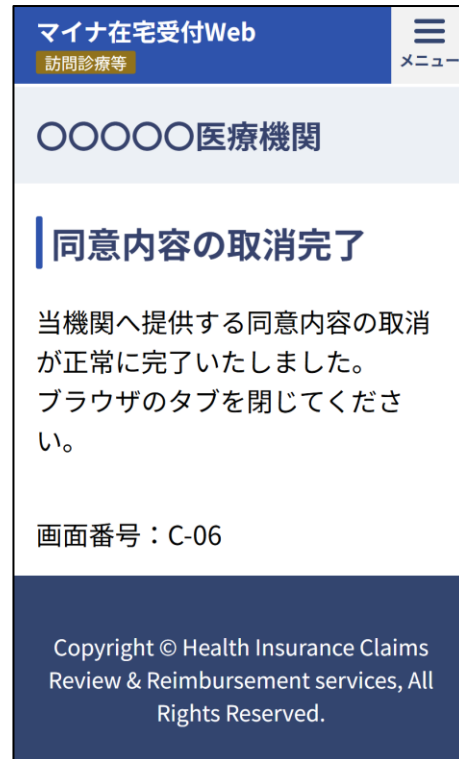 マイナ在宅受付Web
訪問診療等
メニュー
〇〇〇〇〇医療機関
同意内容の取消完了
当機関へ提供する同意内容の取消
が正常に完了いたしました。
ブラウザのタブを閉じてくださ
い。
画面番号：C-06
Copyright © Health Insurance Claims
Review & Reimbursement services, All
Rights Reserved.